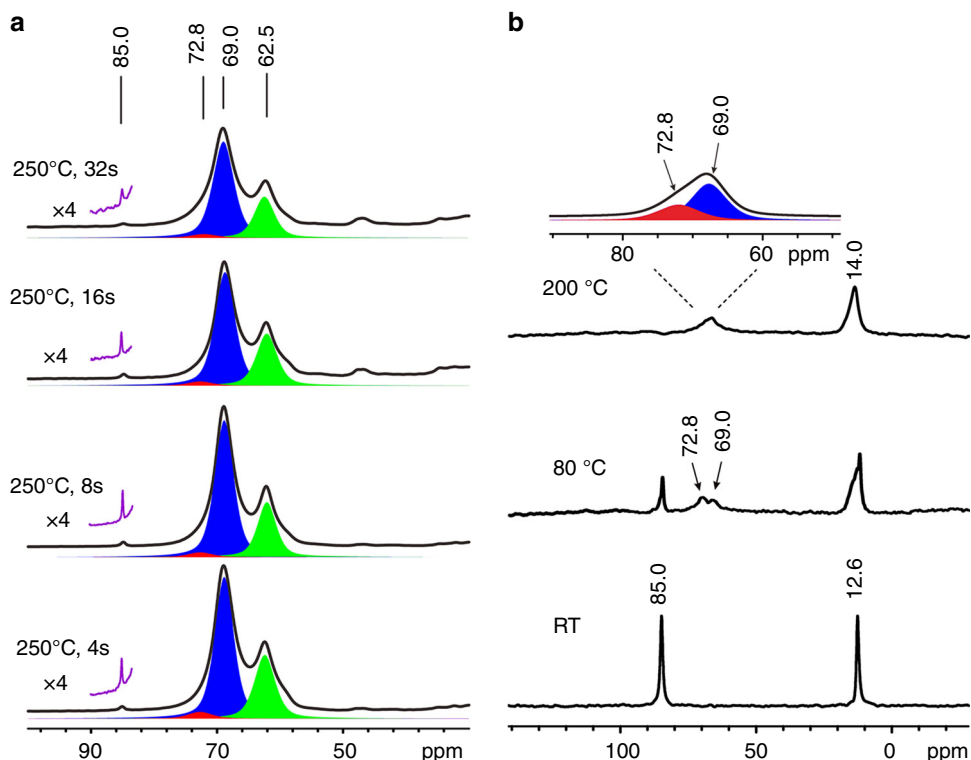 a
85.0
72.8
69.0
62.5
250°C, 32s
×4
250°C, 16s
×4
250°C, 8s
×4
250°C, 4s
×4
90 70 50 ppm
b
72.8
69.0
80 60 ppm
200 °C
14.0
72.8
69.0
80 °C
85.0
12.6
RT
100 50 0 ppm